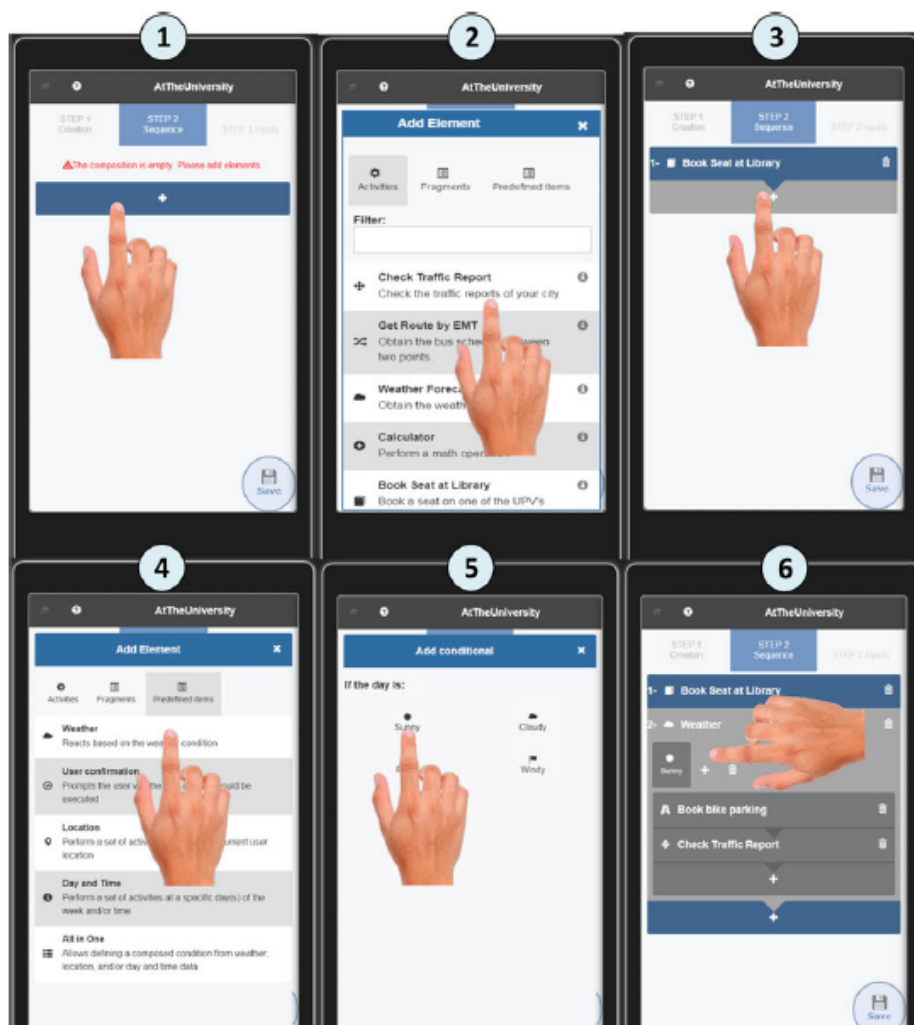 1
AtTheUniversity
STEP 1 STEP 2
Creation Sequence STEP 3 Inputs
The composition is empty. Please add elements
+
Save
2
AtTheUniversity
Add Element
Activities Fragments Predefined items
Filter:
Check Traffic Report
Check the traffic reports of your city
Get Route by EMT
Obtain the bus
two points.
Weather
Obtain the
Calculator
Perform a math
Book Seat at Library
Book a seat on one of the UPV's
3
AtTheUniversity
STEP 1 STEP 2
Creation Sequence STEP 3 Inputs
1- Book Seat at Library
+
Save
4
AtTheUniversity
Add Element
Activities Fragments Predefined items
Weather
Reacts based on the condition
User confirmation
Prompts the user be
executed
Location
Perform a set of user
location
Day and Time
Perform a set of activities at a specific day(s) of the
week and/or time
All in One
Allows defining a composed condition from weather,
location, and/or day and time data
5
AtTheUniversity
Add conditional
If the day is:
Sunny Cloudy
Windy
6
AtTheUniversity
STEP 1 STEP 2
Creation Sequence STEP 3 Inputs
1- Book Seat at Library
2- Weather
Sunny +
Book bike parking
Check Traffic Report
+
+
Save